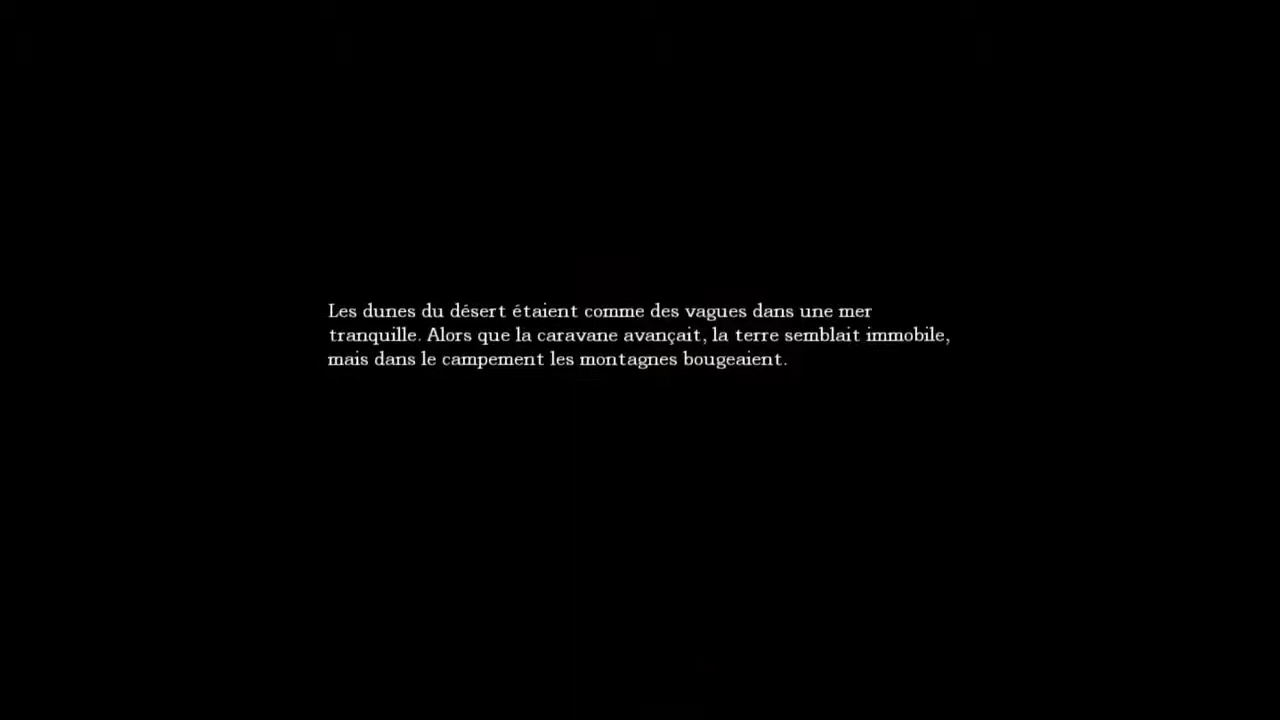 Les dunes du désert étaient comme des vagues dans une mer
tranquille. Alors que la caravane avançait, la terre semblait immobile,
mais dans le campement les montagnes bougeaient.